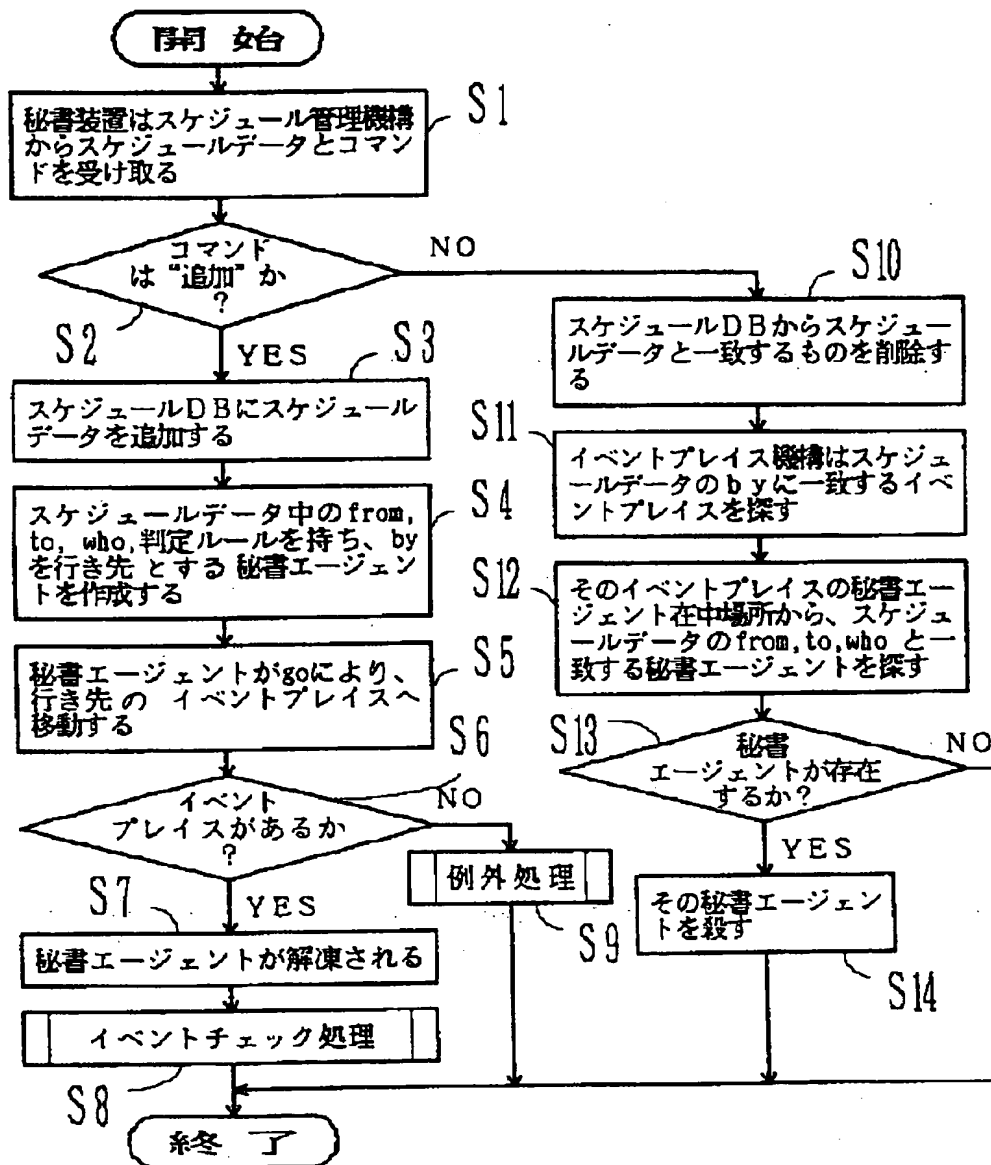 開始
S1
秘書装置はスケジュール管理機構
からスケジュールデータとコマン
ドを受け取る
コマンド
は“追加”か
?
NO
S2
YES
S3
スケジュールDBにスケジュール
データを追加する
S4
スケジュールデータ中のfrom,
to, who,判定ルールを持ち、by
を行き先とする秘書エージェン
トを作成する
S5
秘書エージェントがgoにより、
行き先の イベントプレイスへ
移動する
S6
イベント
プレイスがあるか
?
NO
S7
YES
秘書エージェントが解凍される
イベントチェック処理
S8
例外処理
S9
S10
スケジュールDBからスケジュー
ルデータと一致するものを削除す
る
S11
イベントプレイス機構はスケジュ
ールデータのbyに一致するイベ
ントプレイスを探す
S12
そのイベントプレイスの秘書エー
ジェント在中場所から、スケジュ
ールデータのfrom,to,who と一
致する秘書エージェントを探す
S13
秘書
エージェントが存在
するか?
NO
YES
その秘書エージェン
トを殺す
S14
終了